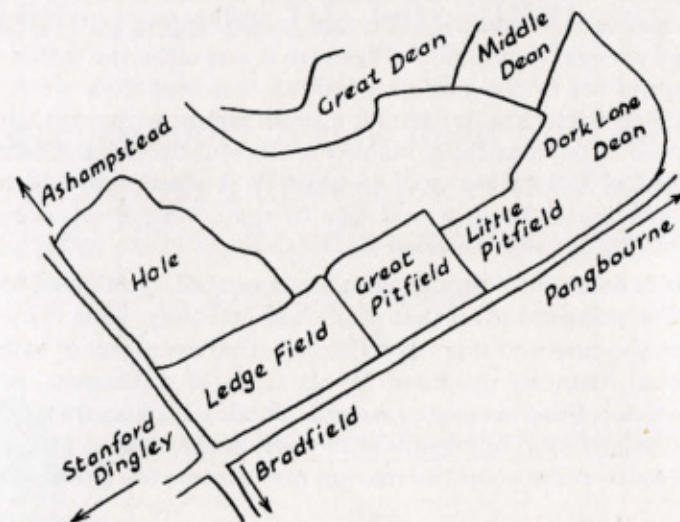 Great Dean
Middle
Dean
Ashampstead
Dork Lane
Dean
Hole
Little
Pitfield
Great
Pitfield
Pangbourne
Ledge Field
Stanford
Dingley
Bradfield